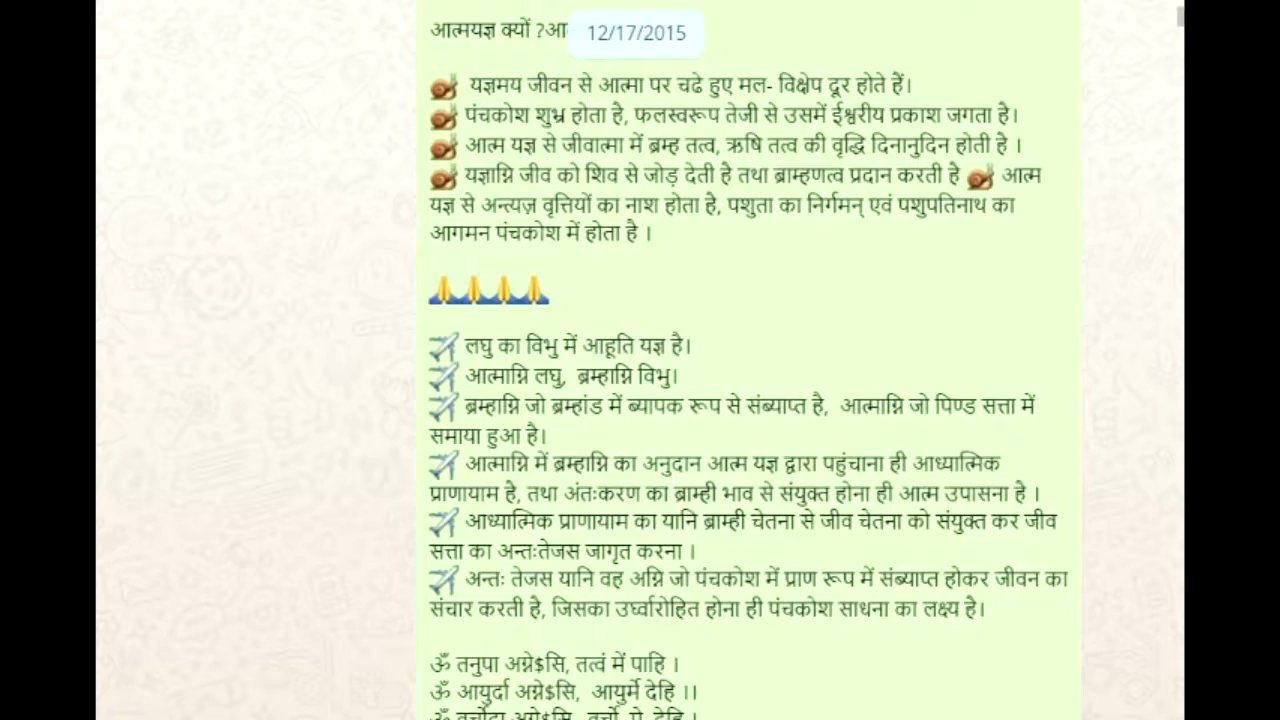 आत्मयज्ञ क्यों ?आ
12/17/2015
🐌 यज्ञमय जीवन से आत्मा पर चढे हुए मल- विक्षेप दूर होते हैं।
🐌 पंचकोश शुभ्र होता है, फलस्वरूप तेजी से उसमें ईश्वरीय प्रकाश जगता है।
🐌 आत्म यज्ञ से जीवात्मा में ब्रम्ह तत्व, ऋषि तत्व की वृद्धि दिनानुदिन होती है ।
🐌 यज्ञाग्नि जीव को शिव से जोड़ देती है तथा ब्राम्हणत्व प्रदान करती है 🐌 आत्म
यज्ञ से अन्त्यज़ वृत्तियों का नाश होता है, पशुता का निर्गमन् एवं पशुपतिनाथ का
आगमन पंचकोश में होता है ।
🙏🙏🙏🙏
✈ लघु का विभु में आहूति यज्ञ है।
✈ आत्माग्नि लघु, ब्रम्हाग्नि विभु।
✈ ब्रम्हाग्नि जो ब्रम्हांड में ब्यापक रूप से संब्याप्त है, आत्माग्नि जो पिण्ड सत्ता में
समाया हुआ है।
✈ आत्माग्नि में ब्रम्हाग्नि का अनुदान आत्म यज्ञ द्वारा पहुंचाना ही आध्यात्मिक
प्राणायाम है, तथा अंतःकरण का ब्राम्ही भाव से संयुक्त होना ही आत्म उपासना है ।
✈ आध्यात्मिक प्राणायाम का यानि ब्राम्ही चेतना से जीव चेतना को संयुक्त कर जीव
सत्ता का अन्तःतेजस जागृत करना ।
✈ अन्तः तेजस यानि वह अग्नि जो पंचकोश में प्राण रूप में संब्याप्त होकर जीवन का
संचार करती है, जिसका उर्घ्वारोहित होना ही पंचकोश साधना का लक्ष्य है।
ॐ तनुपा अग्ने$सि, तत्वं में पाहि ।
ॐ आयुर्दा अग्ने$सि, आयुर्मे देहि ।।
ॐ वर्चोदा अग्ने$सि, वर्चो मे देहि ।